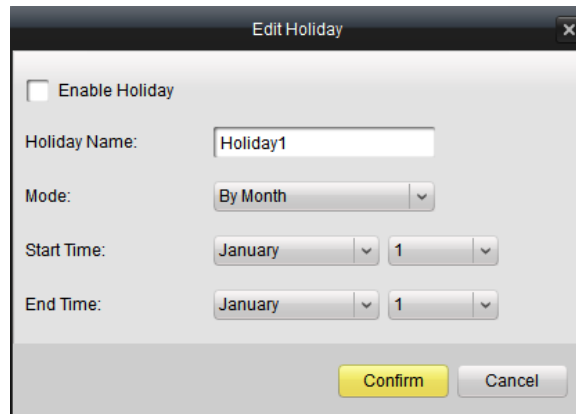 Edit Holiday
Enable Holiday
Holiday Name: Holiday1
Mode: By Month
Start Time: January 1
End Time: January 1
Confirm Cancel